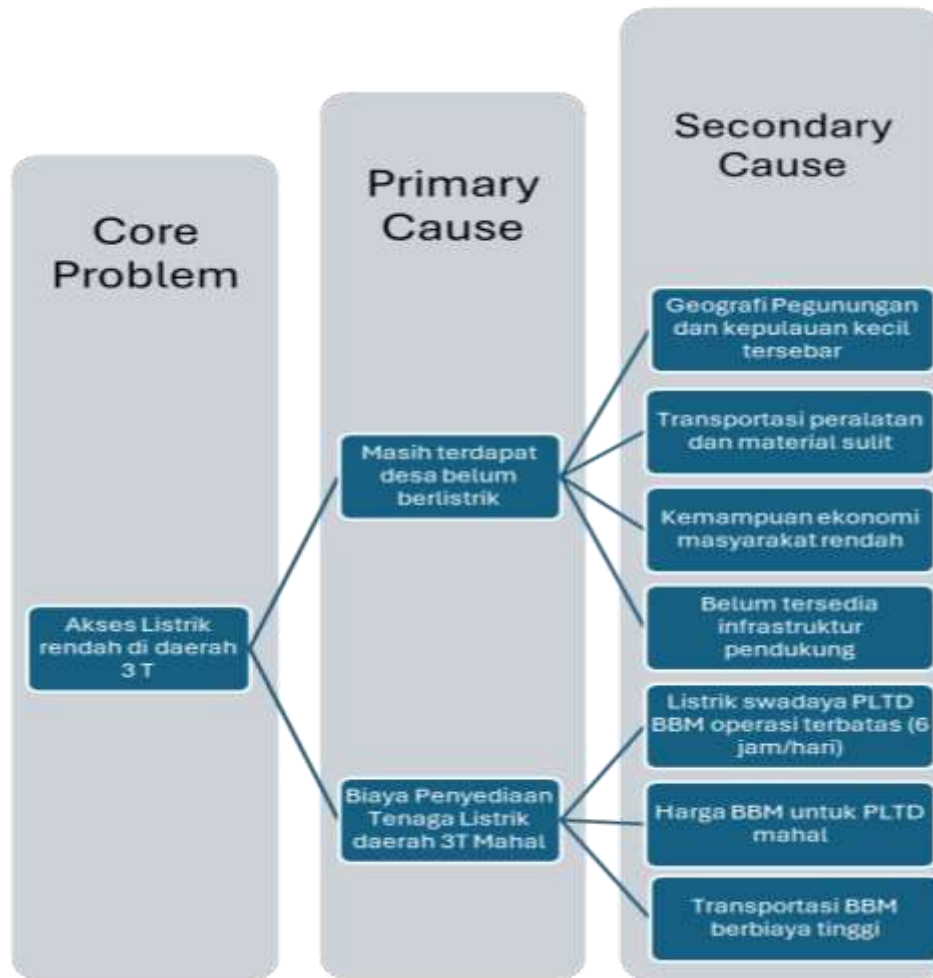 Core
Problem
Primary
Cause
Secondary
Cause
Akses Listrik
rendah di daerah
3 T
Masih terdapat
desa belum
berlistrik
Biaya Penyediaan
Tenaga Listrik
daerah 3T Mahal
Geografi Pegunungan
dan kepulauan kecil
tersebar
Transportasi peralatan
dan material sulit
Kemampuan ekonomi
masyarakat rendah
Belum tersedia
infrastruktur
pendukung
Listrik swadaya PLTD
BBM operasi terbatas (6
jam/hari)
Harga BBM untuk PLTD
mahal
Transportasi BBM
berbiaya tinggi